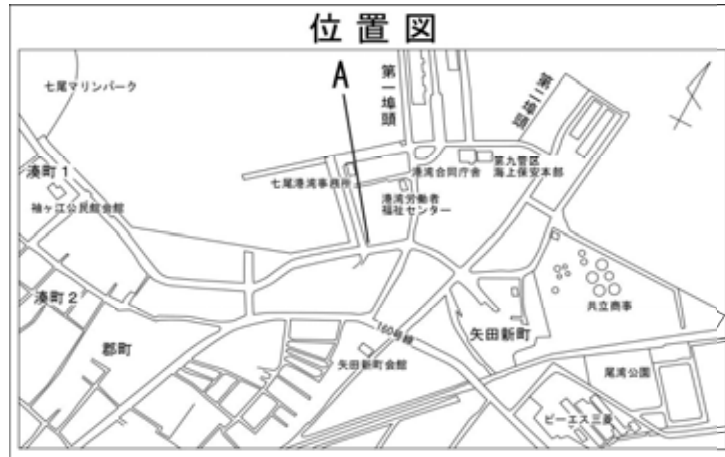 位置図
A
第一埠頭
第二埠頭
七尾マリンパーク
湊町1
袖ヶ江公民館会館
七尾港湾事務所
港湾合同庁舎
第九管区
海上保安本部
港湾労働者
福祉センター
湊町2
郡町
160号線
矢田新町会館
矢田新町
共立商事
尾湾公園
ピーエス三菱